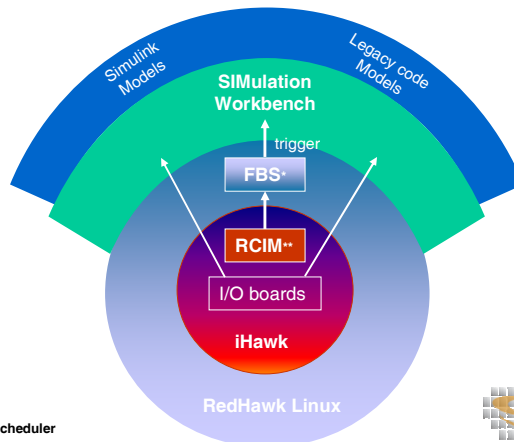 Simulink
Models
Legacy code
Models
SIMulation
Workbench
trigger
FBS*
RCIM**
I/O boards
iHawk
RedHawk Linux
cheduler